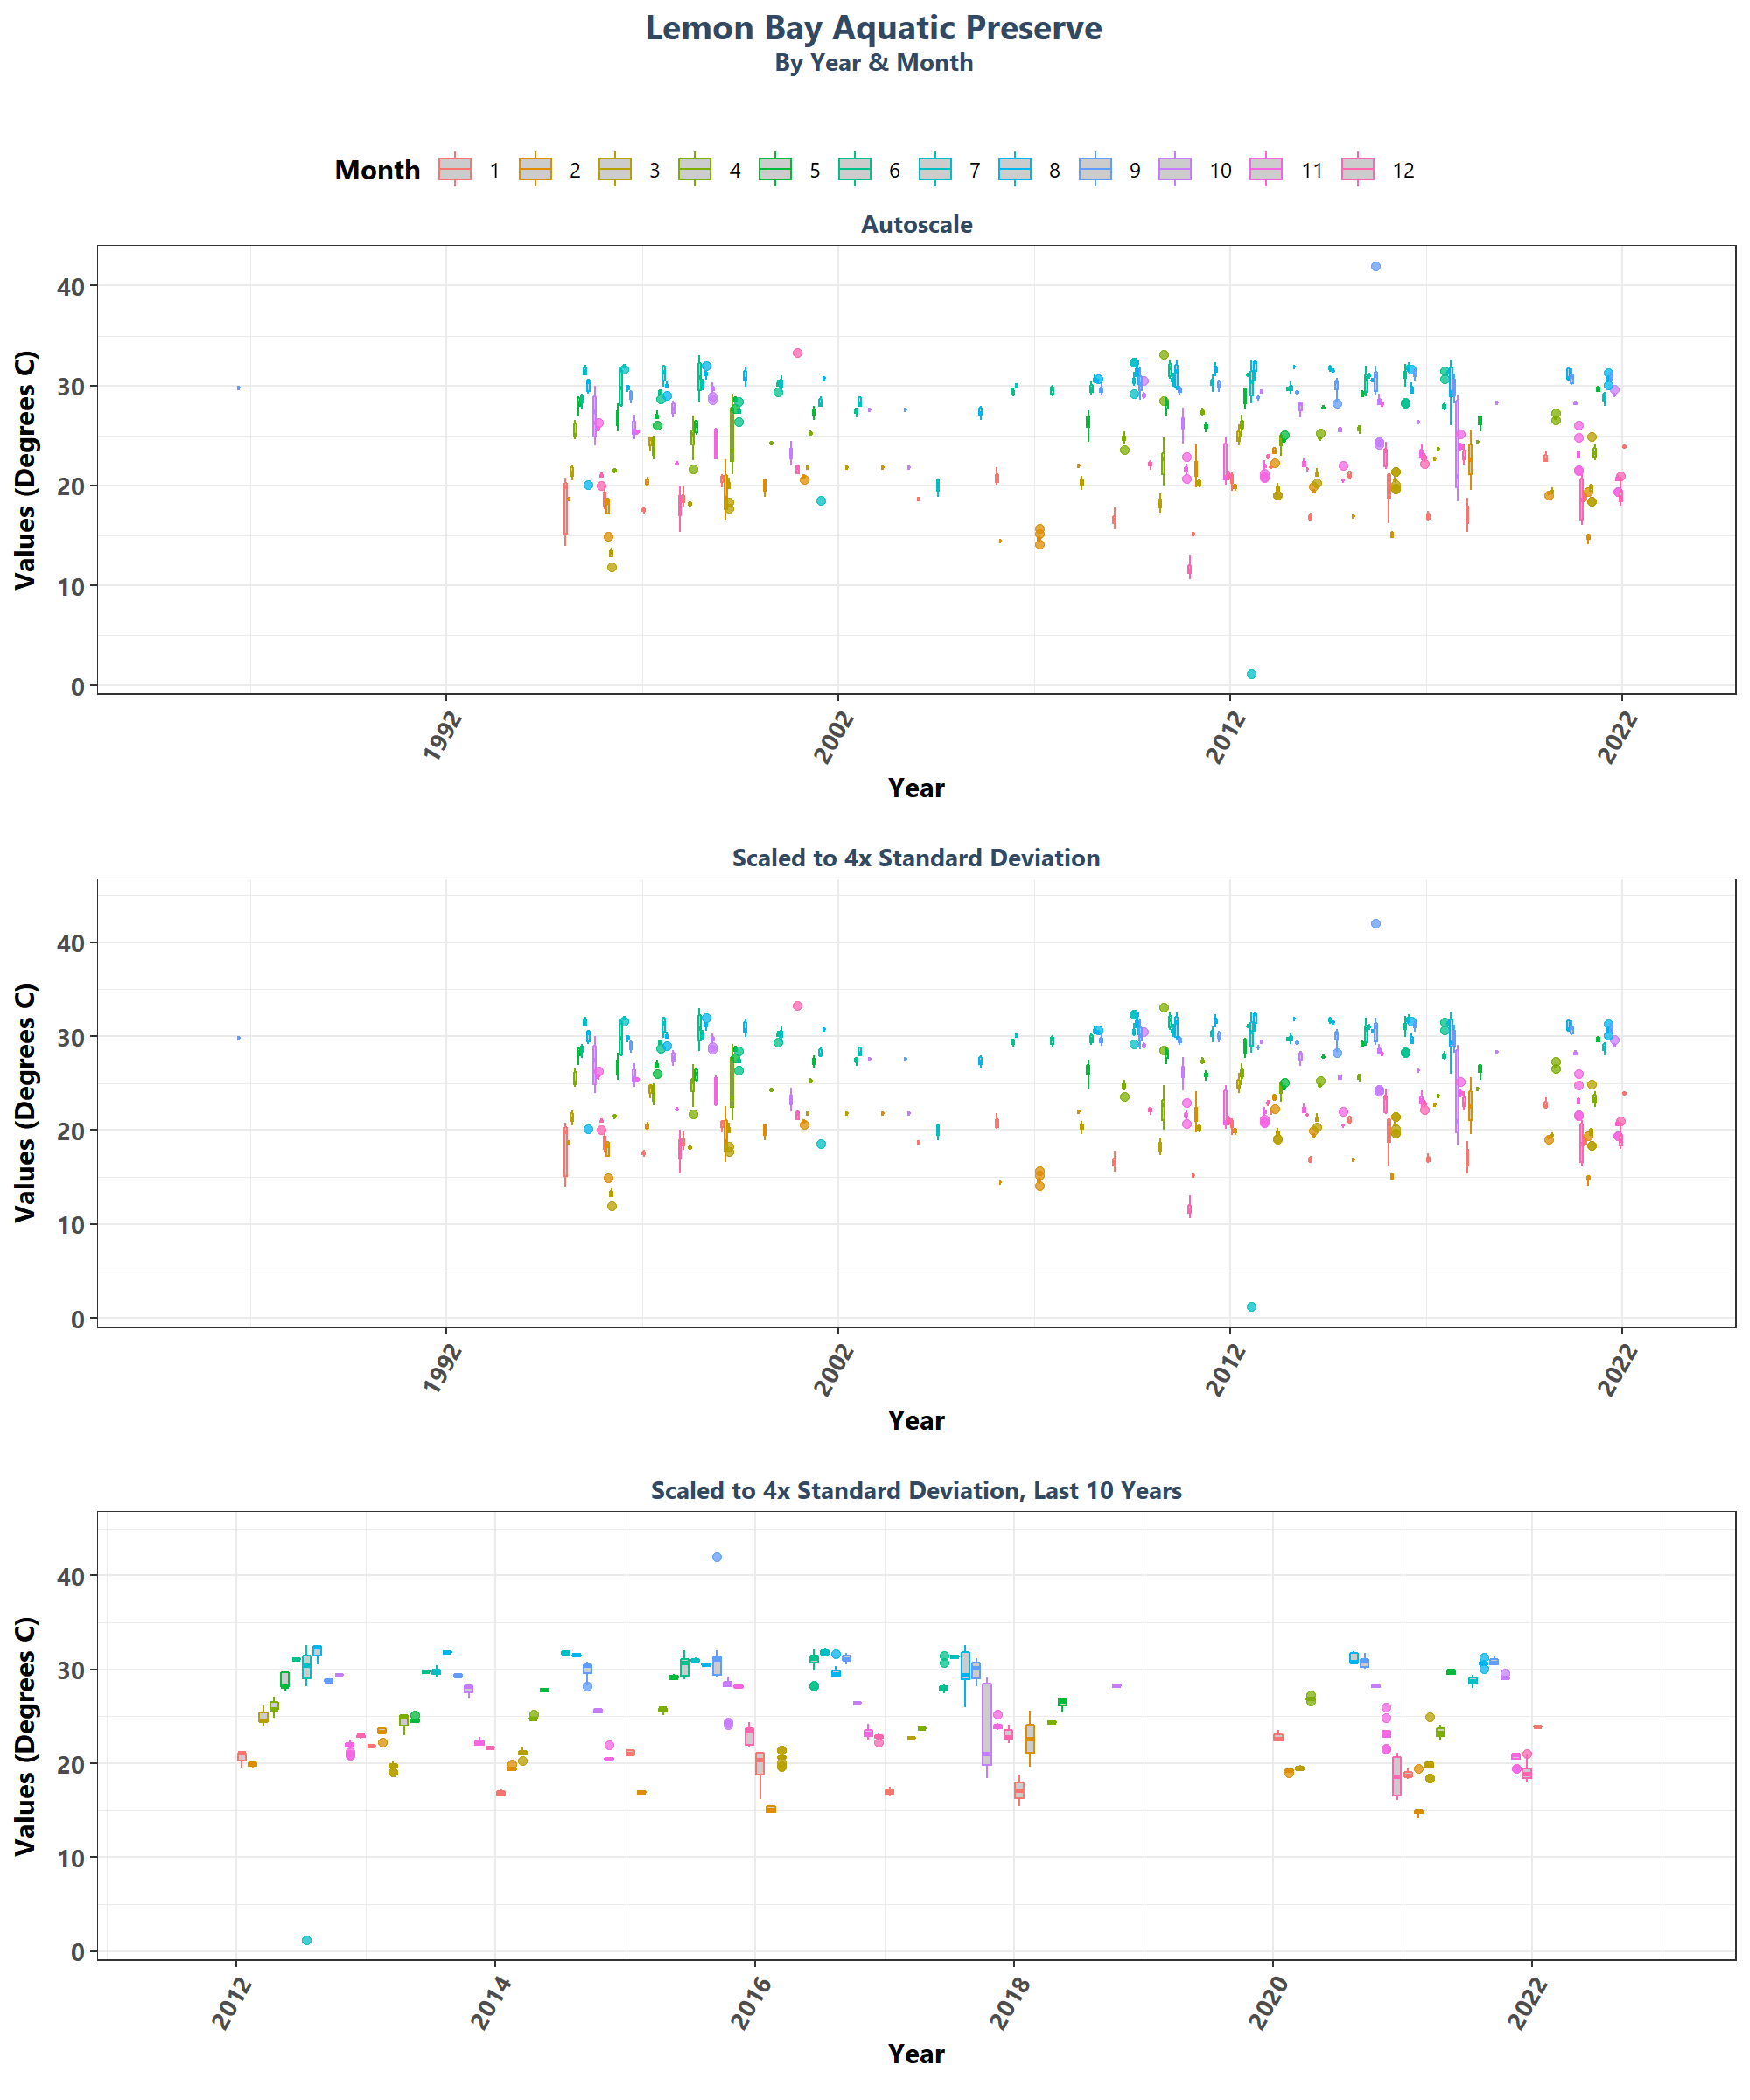 Lemon Bay Aquatic Preserve
By Year & Month
Month 1 2 3 4 5 6 7 8 9 10 11 12
Autoscale
Values (Degrees C)
40
30
20
10
0
1992 2002 2012 2022
Year
Scaled to 4x Standard Deviation
Values (Degrees C)
40
30
20
10
0
1992 2002 2012 2022
Year
Scaled to 4x Standard Deviation, Last 10 Years
Values (Degrees C)
40
30
20
10
0
2012 2014 2016 2018 2020 2022
Year